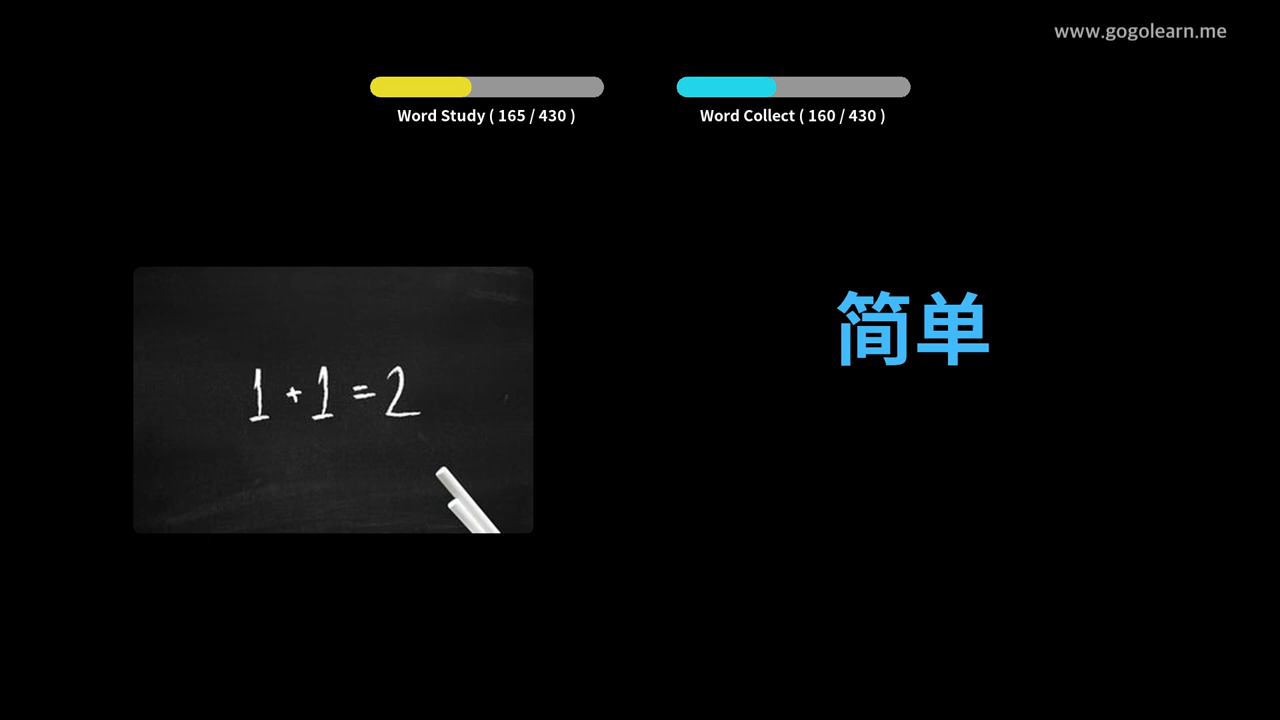 www.gogolearn.me
Word Study ( 165 / 430 )
Word Collect ( 160 / 430 )
1 + 1 = 2
简单